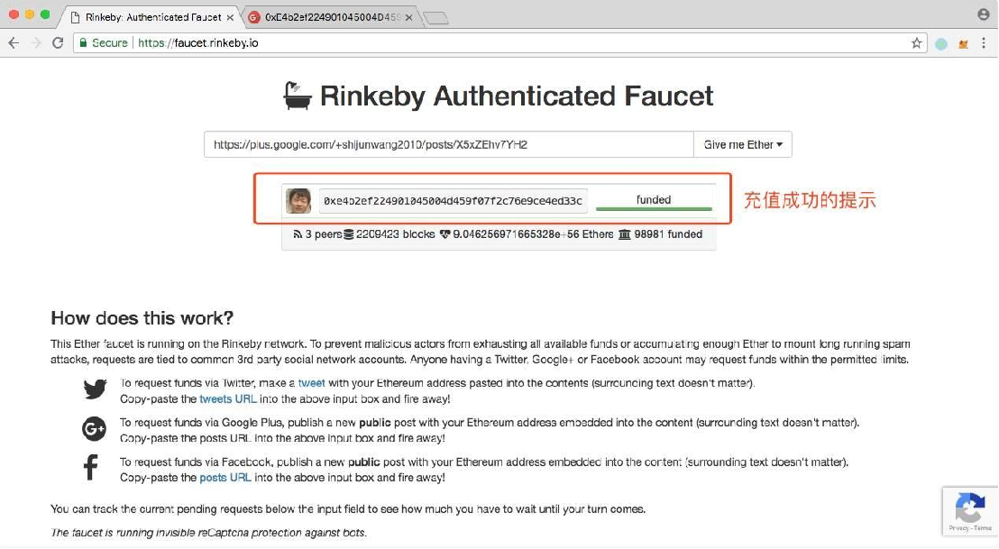 Rinkeby: Authenticated Faucet
0xE4b2ef224901045004D459
Secure https://faucet.rinkeby.io
Rinkeby Authenticated Faucet
https://plus.google.com/+shijunwang2010/posts/X5xZEhv7YH2 Give me Ether
0xe4b2ef224901045004d459f07f2c76e9ce4ed33c funded
充值成功的提示
3 peers 2209423 blocks 9.046256971665328e+56 Ethers 98981 funded
How does this work?
This Ether faucet is running on the Rinkeby network. To prevent malicious actors from exhausting all available funds or accumulating enough Ether to mount long running spam
attacks, requests are tied to common 3rd party social network accounts. Anyone having a Twitter, Google+ or Facebook account may request funds within the permitted limits.
To request funds via Twitter, make a tweet with your Ethereum address pasted into the contents (surrounding text doesn't matter).
Copy-paste the tweets URL into the above input box and fire away!
G+
To request funds via Google Plus, publish a new public post with your Ethereum address embedded into the content (surrounding text doesn't matter).
Copy-paste the posts URL into the above input box and fire away!
To request funds via Facebook, publish a new public post with your Ethereum address embedded into the content (surrounding text doesn't matter).
Copy-paste the posts URL into the above input box and fire away!
You can track the current pending requests below the input field to see how much you have to wait until your turn comes.
The faucet is running invisible reCaptcha protection against bots.
Privacy - Terms